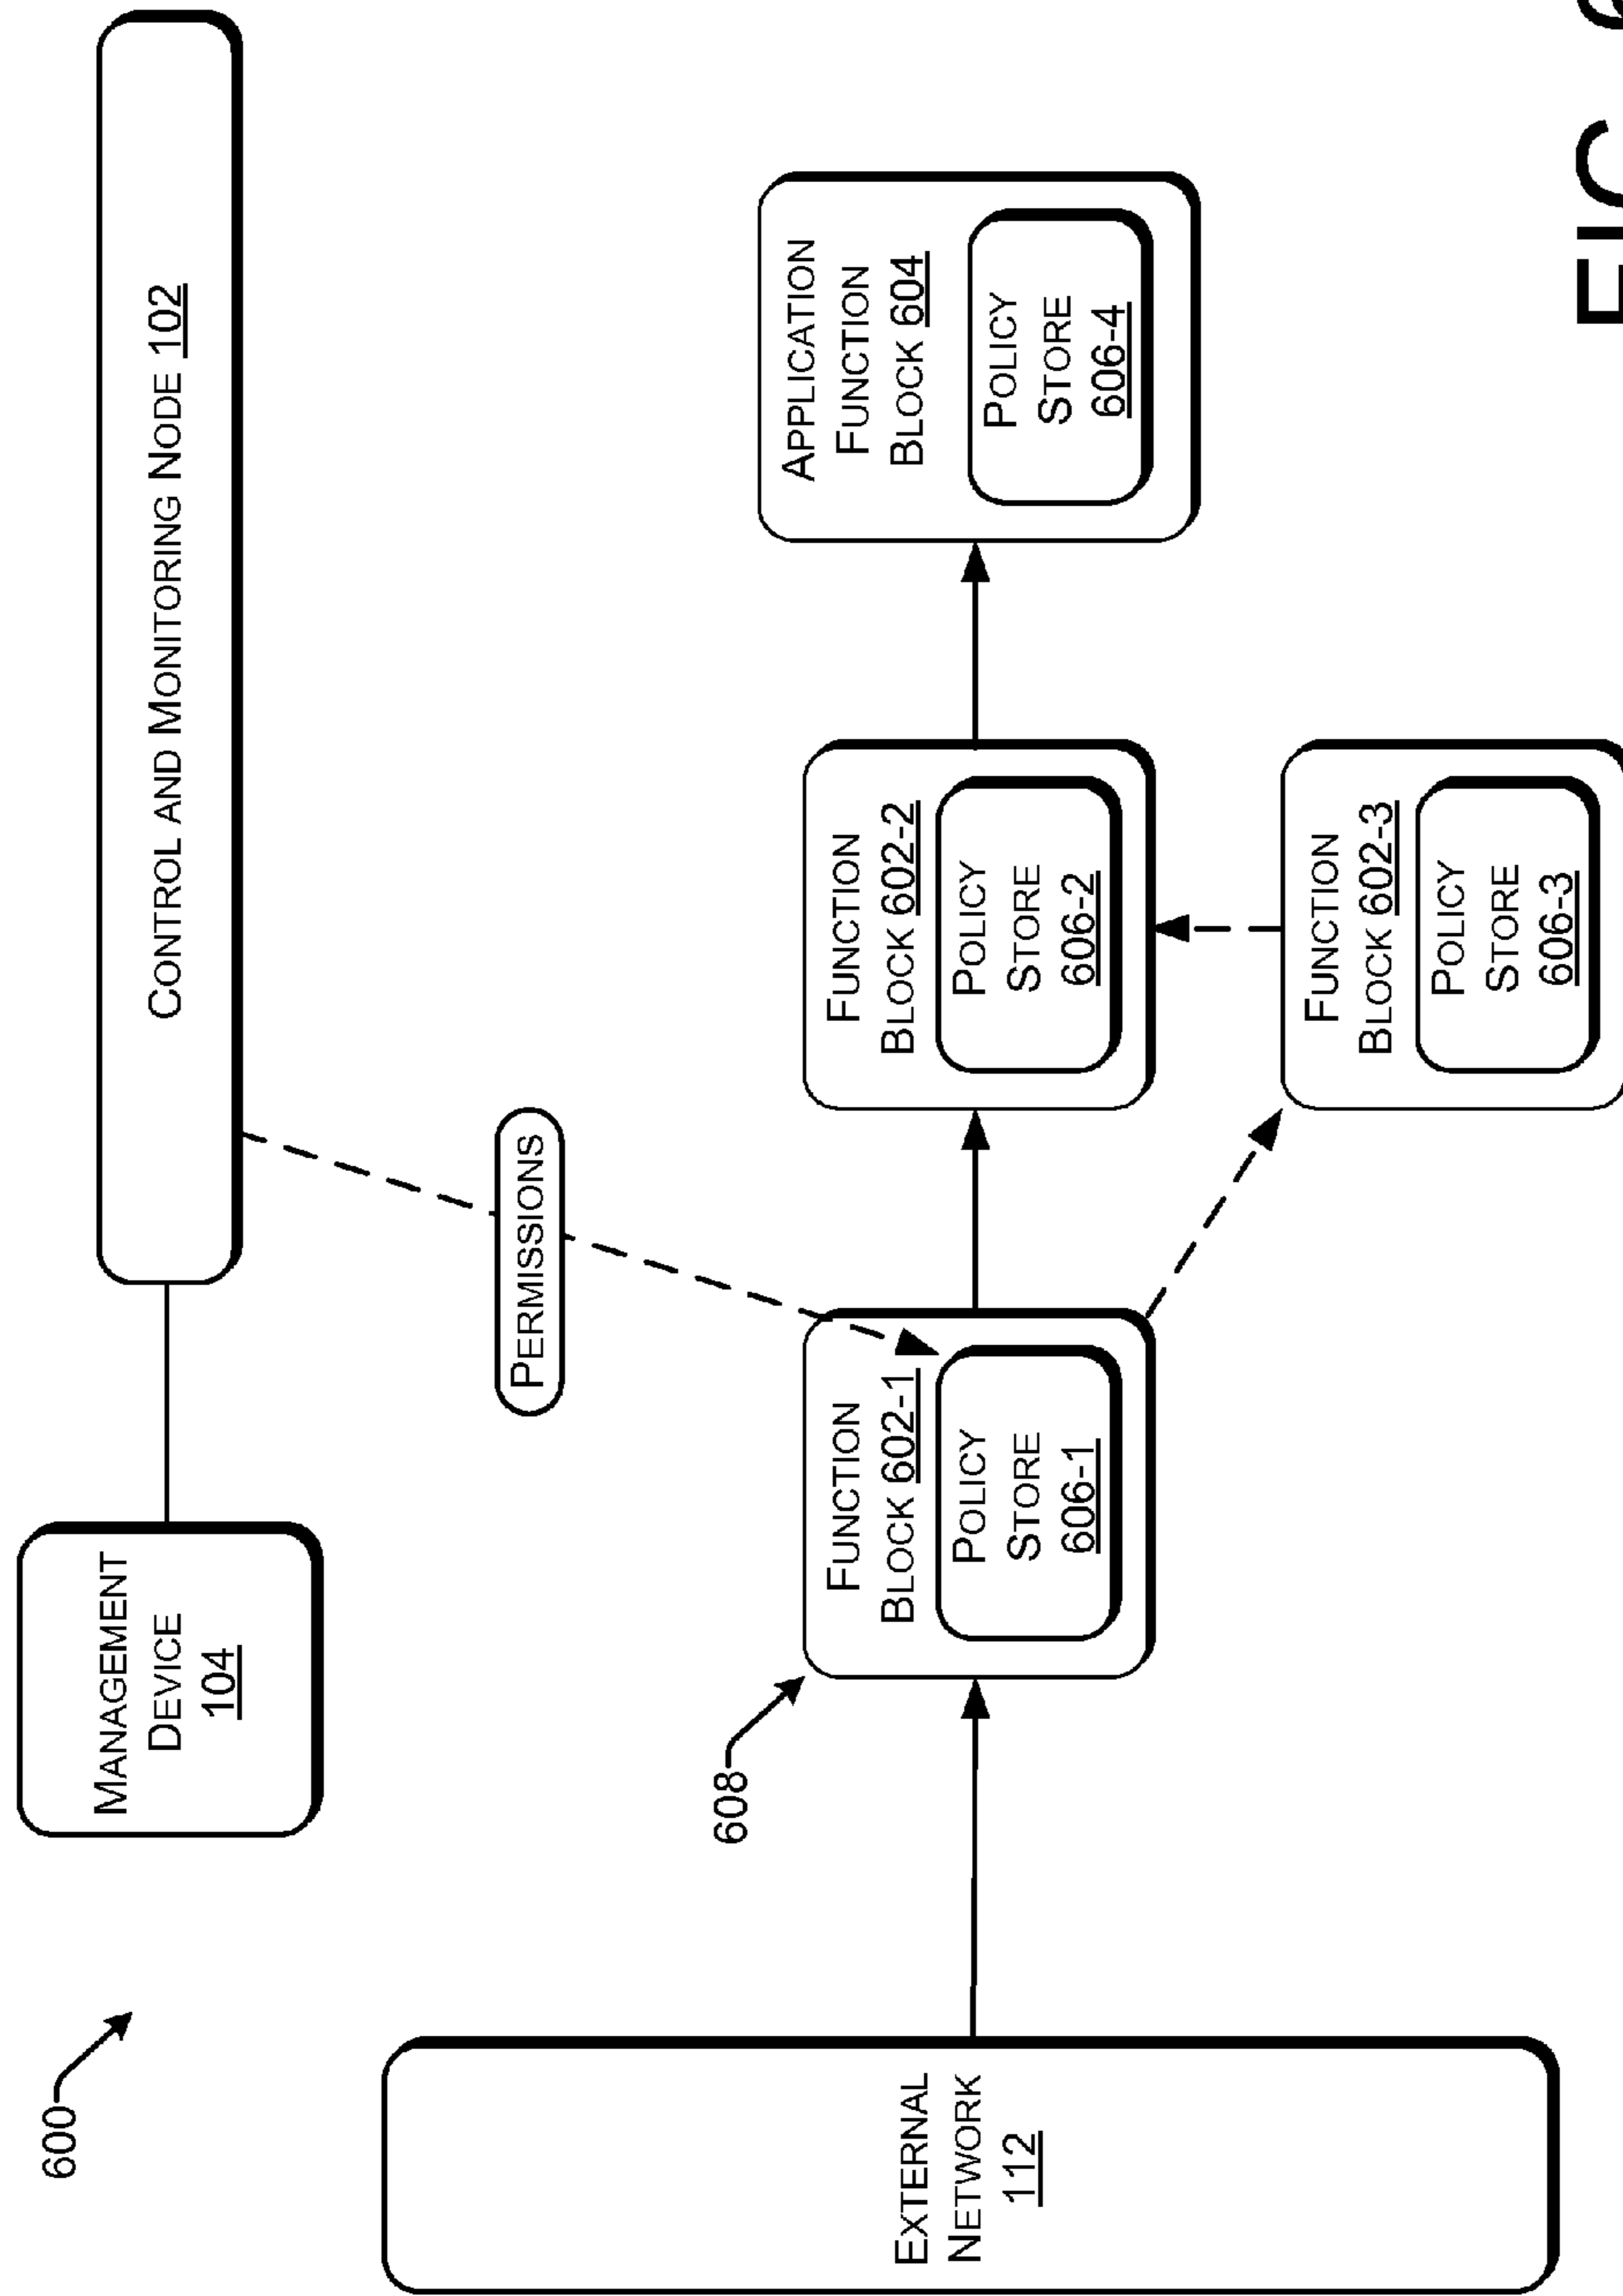 600
MANAGEMENT
DEVICE
104
CONTROL AND MONITORING NODE 102
PERMISSIONS
608
EXTERNAL
NETWORK
112
FUNCTION
BLOCK 602-1
POLICY
STORE
606-1
FUNCTION
BLOCK 602-2
POLICY
STORE
606-2
APPLICATION
FUNCTION
BLOCK 604
POLICY
STORE
606-4
FUNCTION
BLOCK 602-3
POLICY
STORE
606-3